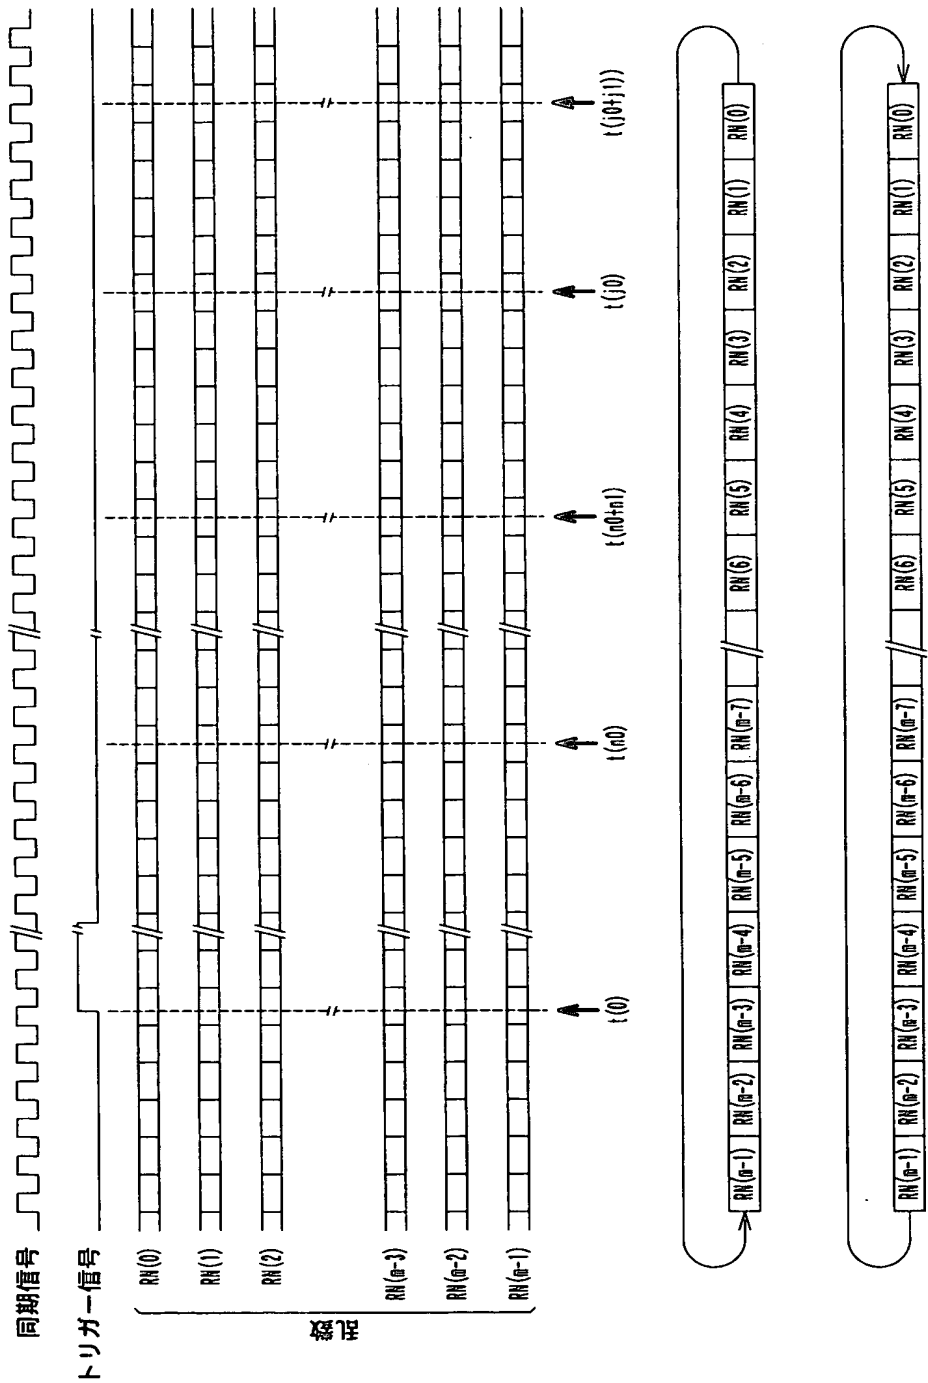 同期信号
トリガー信号
乱数
RN(0)
RN(1)
RN(2)
RN(m-3)
RN(m-2)
RN(m-1)
t(0)
t(n0)
t(n0+n1)
t(j0)
t(j0+j1)
RN(m-1) RN(m-2) RN(m-3) RN(m-4) RN(m-5) RN(m-6) RN(m-7) RN(6) RN(5) RN(4) RN(3) RN(2) RN(1) RN(0)
RN(m-1) RN(m-2) RN(m-3) RN(m-4) RN(m-5) RN(m-6) RN(m-7) RN(6) RN(5) RN(4) RN(3) RN(2) RN(1) RN(0)